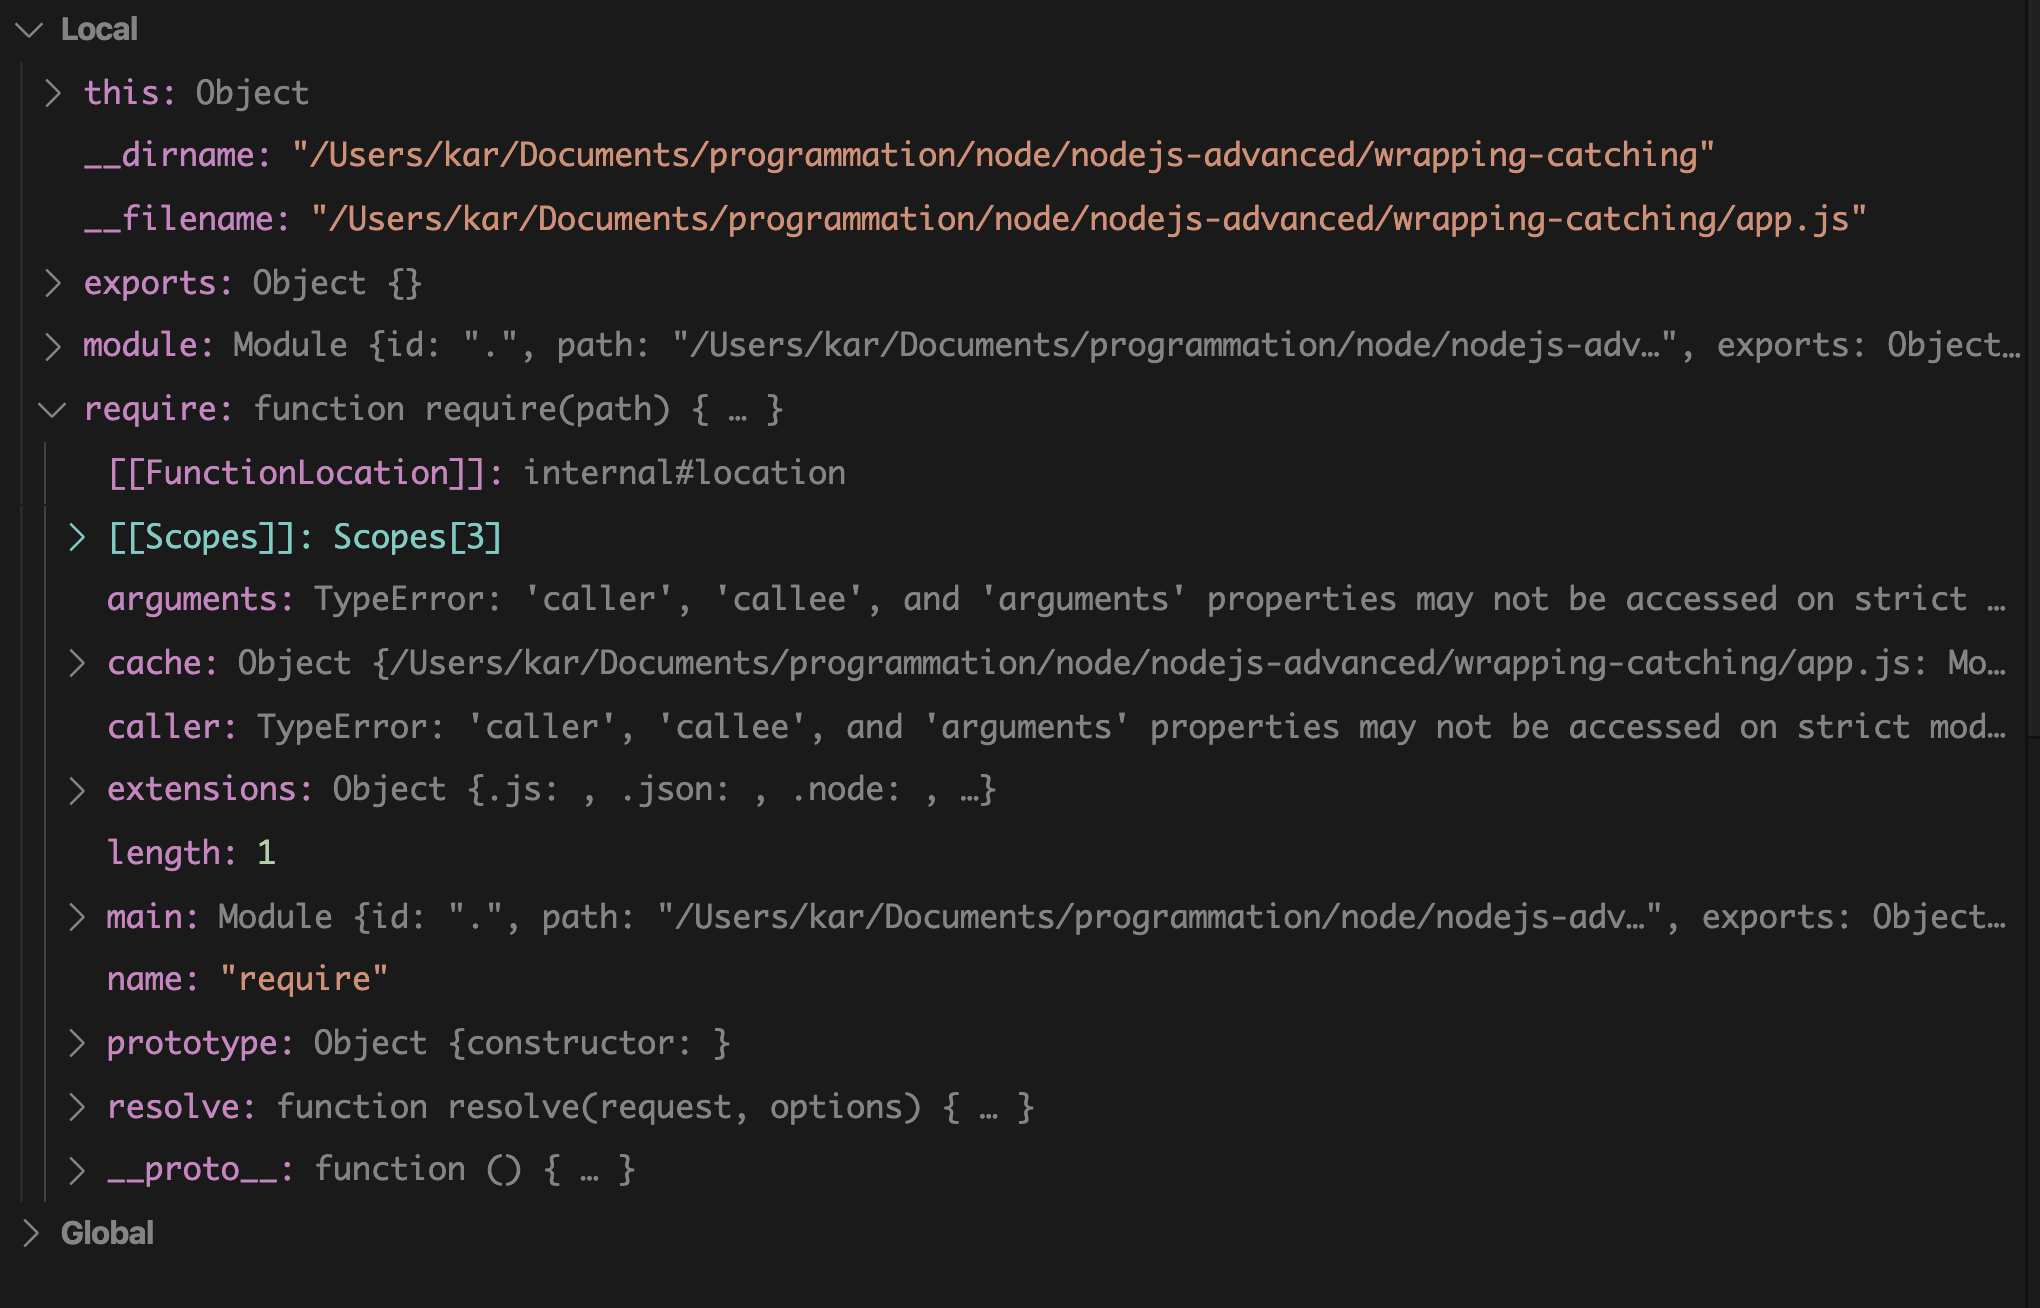 Local
this: Object
__dirname: "/Users/kar/Documents/programmation/node/nodejs-advanced/wrapping-catching"
__filename: "/Users/kar/Documents/programmation/node/nodejs-advanced/wrapping-catching/app.js"
exports: Object {}
module: Module {id: ".", path: "/Users/kar/Documents/programmation/node/nodejs-adv…", exports: Object…
require: function require(path) { … }
[[FunctionLocation]]: internal#location
[[Scopes]]: Scopes[3]
arguments: TypeError: 'caller', 'callee', and 'arguments' properties may not be accessed on strict …
cache: Object {/Users/kar/Documents/programmation/node/nodejs-advanced/wrapping-catching/app.js: Mo…
caller: TypeError: 'caller', 'callee', and 'arguments' properties may not be accessed on strict mod…
extensions: Object {.js: , .json: , .node: , …}
length: 1
main: Module {id: ".", path: "/Users/kar/Documents/programmation/node/nodejs-adv…", exports: Object…
name: "require"
prototype: Object {constructor: }
resolve: function resolve(request, options) { … }
__proto__: function () { … }
Global